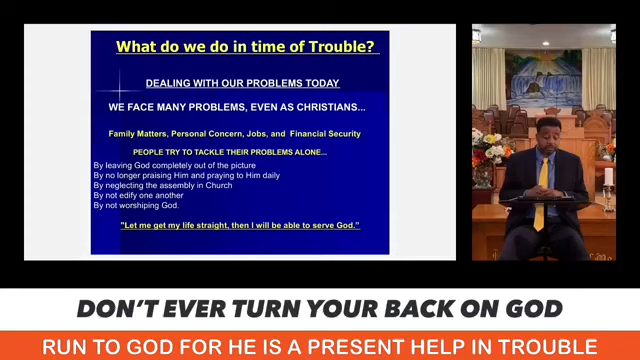 What do we do in time of Trouble?
DEALING WITH OUR PROBLEMS TODAY
WE FACE MANY PROBLEMS, EVEN AS CHRISTIANS...
Family Matters, Personal Concern, Jobs, and Financial Security
PEOPLE TRY TO TACKLE THEIR PROBLEMS ALONE...
By leaving God completely out of the picture
By no longer praising Him and praying to Him daily
By neglecting the assembly in Church
By not edify one another
By not worshiping God.
"Let me get my life straight, then I will be able to serve God."
DON'T EVER TURN YOUR BACK ON GOD
RUN TO GOD FOR HE IS A PRESENT HELP IN TROUBLE